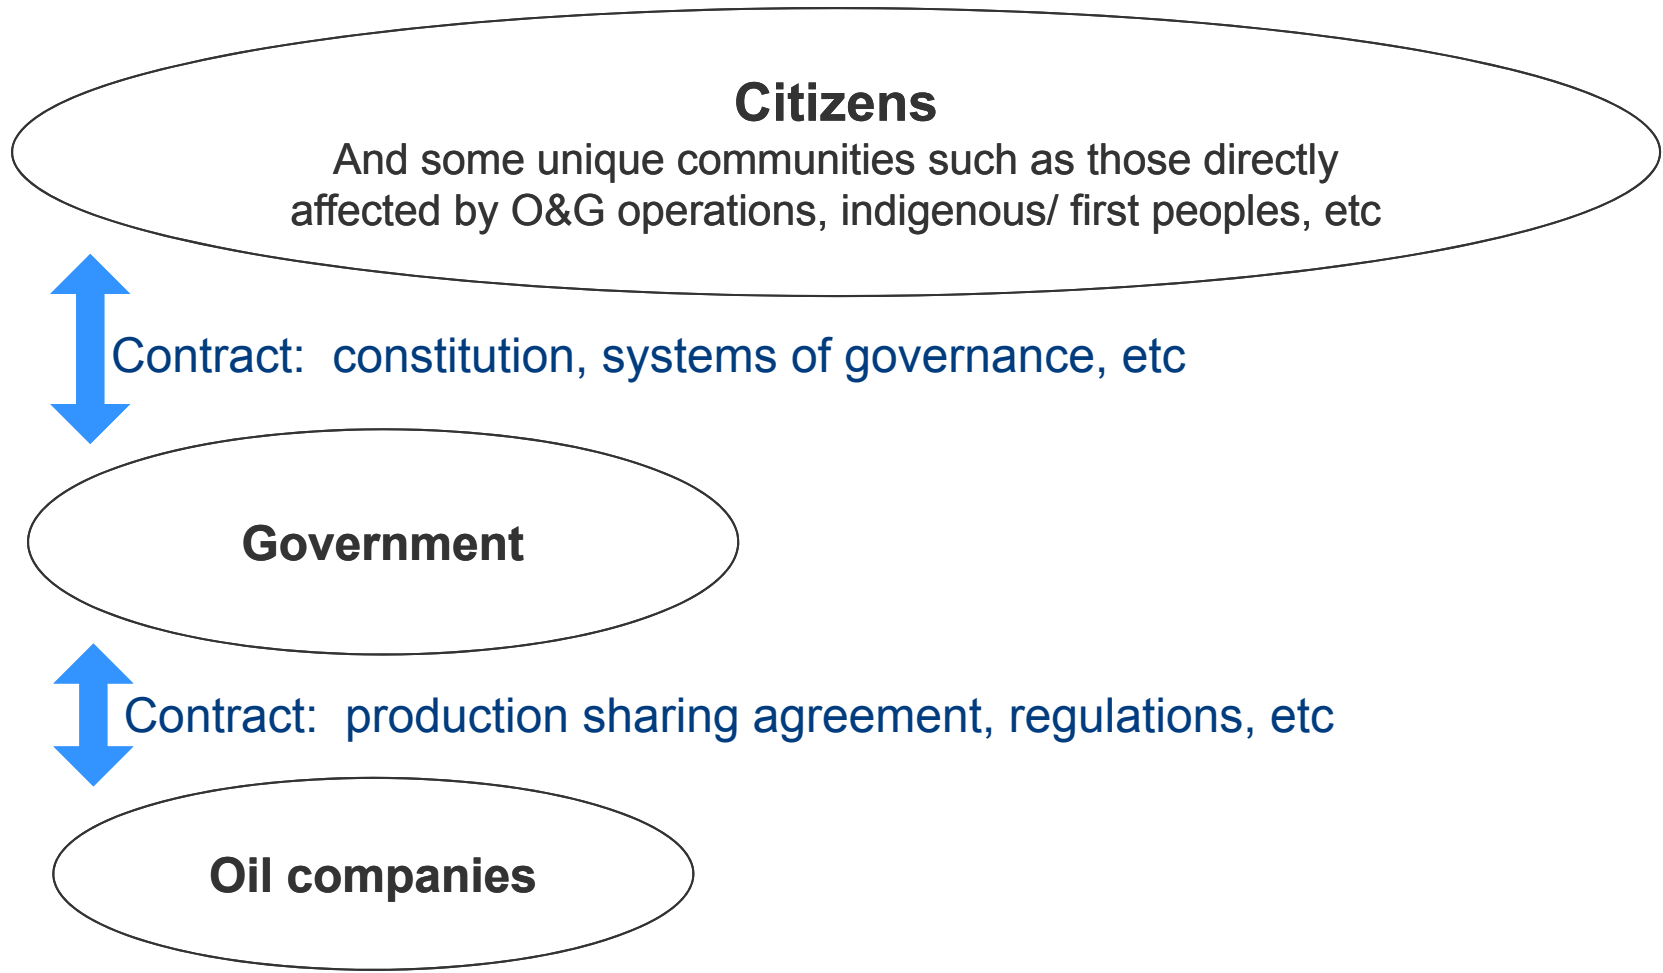 Citizens
And some unique communities such as those directly
affected by O&G operations, indigenous/ first peoples, etc
Contract:  constitution, systems of governance, etc
Government
Contract:  production sharing agreement, regulations, etc
Oil companies